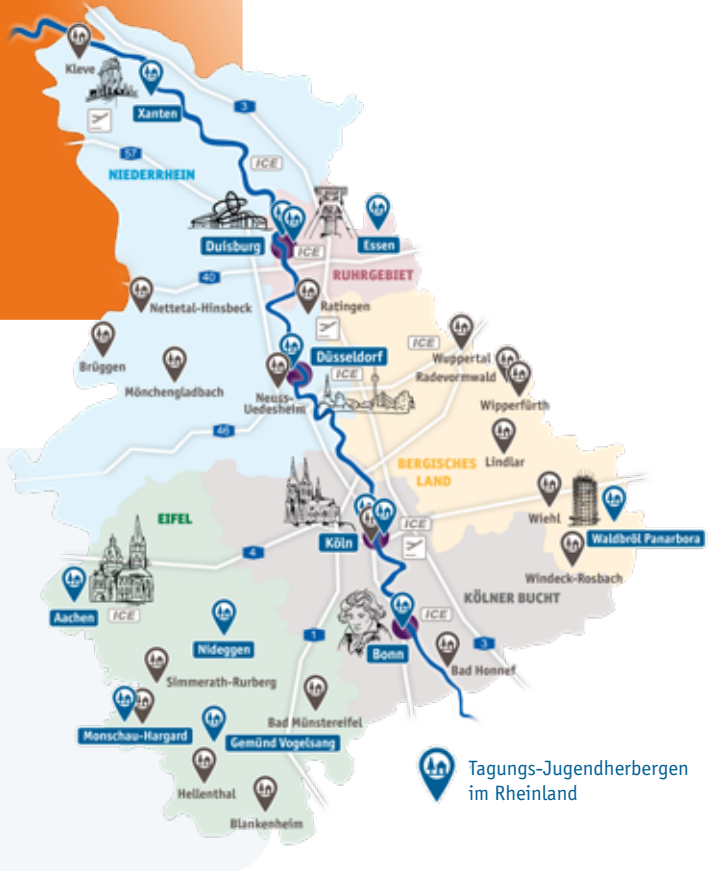 Kleve
Xanten
3
57
ICE
NIEDERRHEIN
Duisburg
ICE
Essen
RUHRGEBIET
40
Nettetal-Hinsbeck
Ratingen
Brüggen
Mönchengladbach
Düsseldorf
ICE
ICE
Wuppertal
Radevormwald
Neuss-
Uedesheim
Wipperfürth
46
BERGISCHES
LAND
Lindlar
EIFEL
Wiehl
Köln
ICE
Waldbröl Panarbora
4
Windeck-Rosbach
KÖLNER BUCHT
Aachen
ICE
ICE
Nideggen
1
Bonn
3
Bad Honnef
Simmerath-Rurberg
Bad Münstereifel
Monschau-Hargard
Gemünd Vogelsang
Hellenthal
Blankenheim
Tagungs-Jugendherbergen
im Rheinland